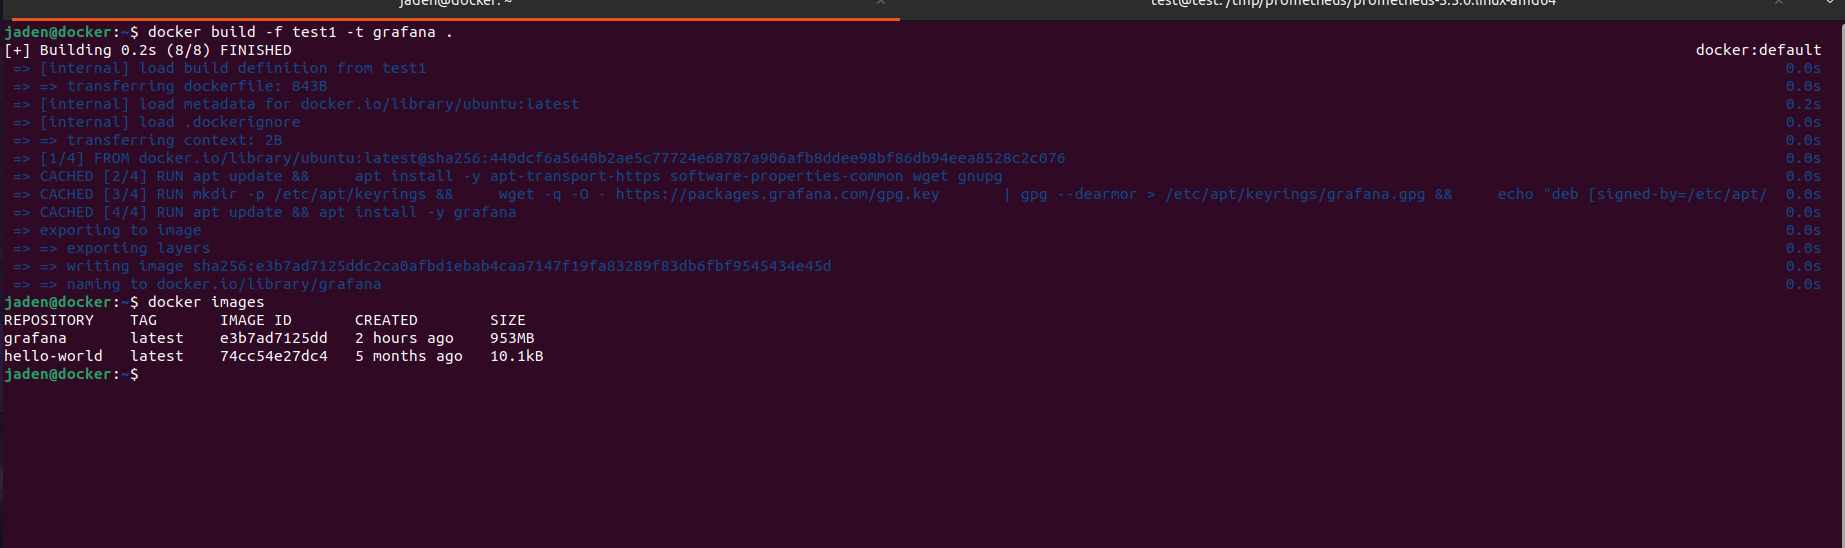 jaden@docker: ~
test@test: /tmp/prometheus/prometheus-3.3.0.linux-amd64
jaden@docker:~$ docker build -f test1 -t grafana .
[+] Building 0.2s (8/8) FINISHED docker:default
=> [internal] load build definition from test1 0.0s
=> => transferring dockerfile: 843B 0.0s
=> [internal] load metadata for docker.io/library/ubuntu:latest 0.2s
=> [internal] load .dockerignore 0.0s
=> => transferring context: 2B 0.0s
=> [1/4] FROM docker.io/library/ubuntu:latest@sha256:440dcf6a5640b2ae5c77724e68787a906afb8ddee98bf86db94eea8528c2c076 0.0s
=> CACHED [2/4] RUN apt update && apt install -y apt-transport-https software-properties-common wget gnupg 0.0s
=> CACHED [3/4] RUN mkdir -p /etc/apt/keyrings && wget -q -O - https://packages.grafana.com/gpg.key | gpg --dearmor > /etc/apt/keyrings/grafana.gpg && echo "deb [signed-by=/etc/apt/ 0.0s
=> CACHED [4/4] RUN apt update && apt install -y grafana 0.0s
=> exporting to image 0.0s
=> => exporting layers 0.0s
=> => writing image sha256:e3b7ad7125ddc2ca0afbd1ebab4caa7147f19fa83289f83db6fbf9545434e45d 0.0s
=> => naming to docker.io/library/grafana 0.0s
jaden@docker:~$ docker images
REPOSITORY TAG IMAGE ID CREATED SIZE
grafana latest e3b7ad7125dd 2 hours ago 953MB
hello-world latest 74cc54e27dc4 5 months ago 10.1kB
jaden@docker:~$